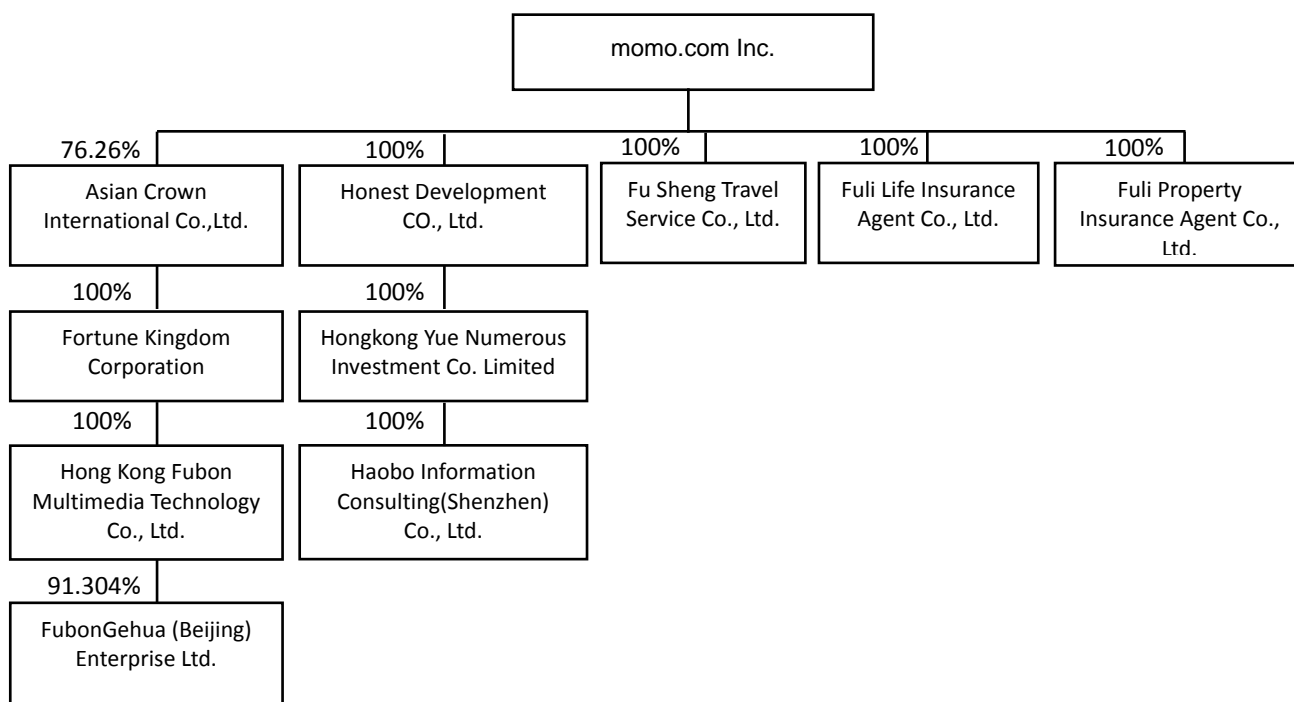 momo.com Inc.
76.26%
100%
100%
100%
100%
Asian Crown
International Co.,Ltd.
Honest Development
CO., Ltd.
Fu Sheng Travel
Service Co., Ltd.
Fuli Life Insurance
Agent Co., Ltd.
Fuli Property
Insurance Agent Co.,
Ltd.
100%
100%
Fortune Kingdom
Corporation
Hongkong Yue Numerous
Investment Co. Limited
100%
100%
Hong Kong Fubon
Multimedia Technology
Co., Ltd.
Haobo Information
Consulting(Shenzhen)
Co., Ltd.
91.304%
FubonGehua (Beijing)
Enterprise Ltd.